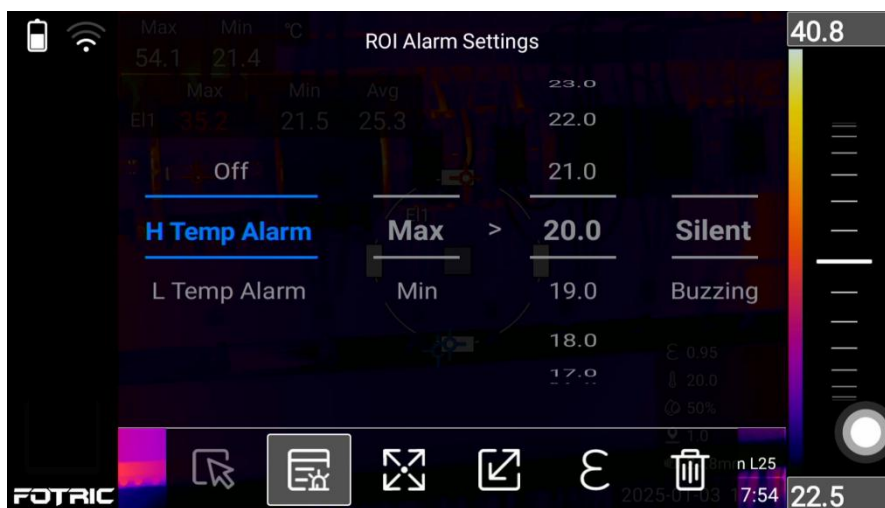 Max Min °C
54.1 21.4
ROI Alarm Settings
40.8
Max Min Avg
El1 35.2 21.5 25.3
23.0
22.0
Off 21.0
H Temp Alarm Max > 20.0 Silent
El1
L Temp Alarm Min 19.0 Buzzing
18.0
ε 0.95
17.0
20.0
50%
1.0
L25
FOTRIC
2025-01-03 17:54
22.5